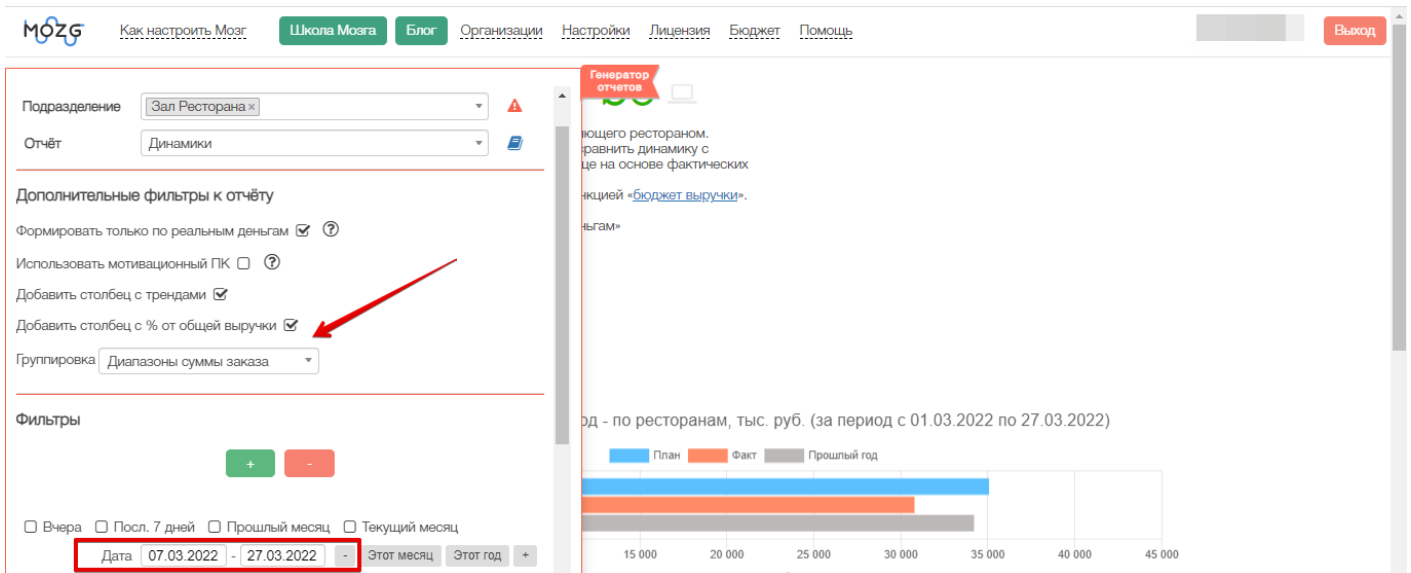 MOZG Как настроить Мозг Школа Мозга Блог Организации Настройки Лицензия Бюджет Помощь Выход
Генератор
отчетов
Подразделение Зал Ресторана ×
Отчёт Динамики
Дополнительные фильтры к отчёту
Формировать только по реальным деньгам ?
Использовать мотивационный ПК ?
Добавить столбец с трендами
Добавить столбец с % от общей выручки
Группировка Диапазоны суммы заказа
Фильтры
+ -
Вчера Посл. 7 дней Прошлый месяц Текущий месяц
Дата 07.03.2022 - 27.03.2022 - Этот месяц Этот год +
ющего рестораном.
сравнить динамику с
це на основе фактических
нкцией «бюджет выручки».
ньгам»
од - по ресторанам, тыс. руб. (за период с 01.03.2022 по 27.03.2022)
План Факт Прошлый год
15 000 20 000 25 000 30 000 35 000 40 000 45 000